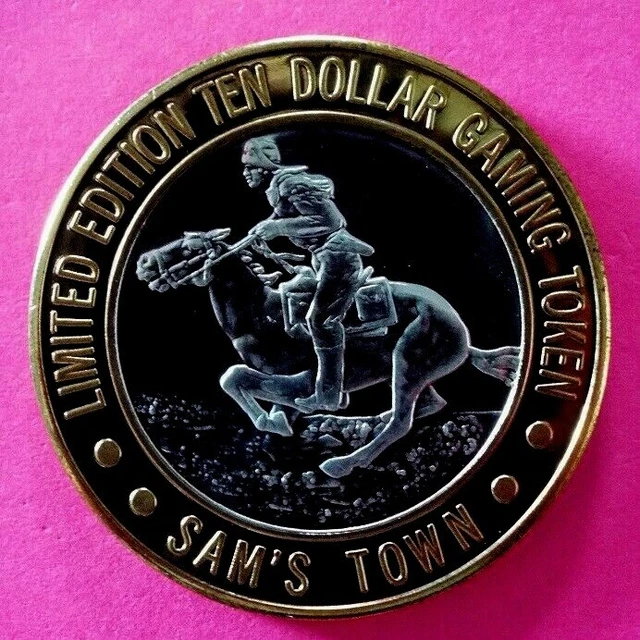 LIMITED EDITION TEN DOLLAR GAMING TOKEN
SAM'S TOWN